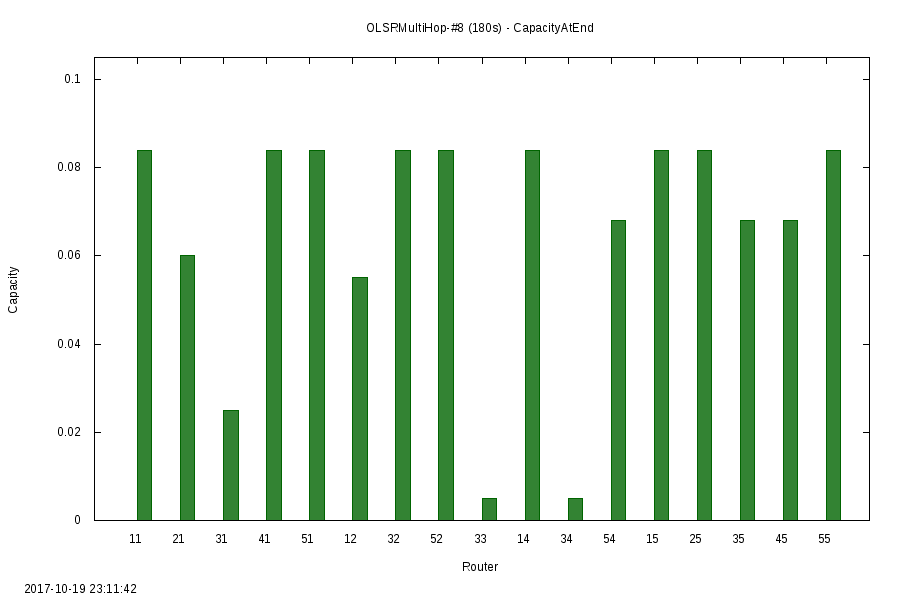 OLSRMultiHop-#8 (180s) - CapacityAtEnd
0.1
0.08
0.06
0.04
0.02
0
Capacity
11 21 31 41 51 12 32 52 33 14 34 54 15 25 35 45 55
Router
2017-10-19 23:11:42